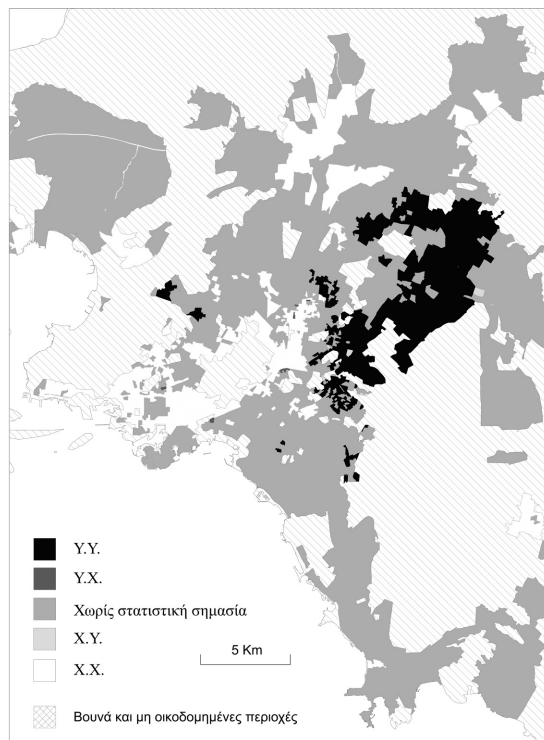 Υ.Υ.
Υ.Χ.
Χωρίς στατιστική σημασία
Χ.Υ.
Χ.Χ.
5 Km
Βουνά και μη οικοδομημένες περιοχές